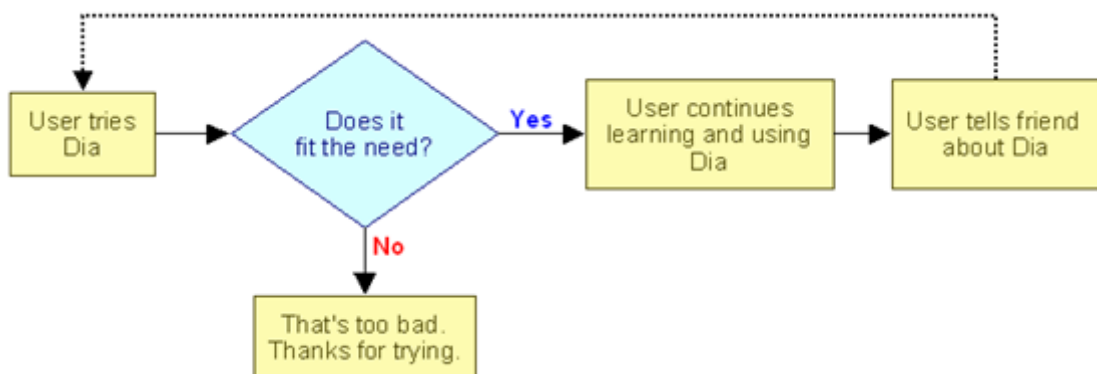 User tries
Dia
Does it
fit the need?
Yes
User continues
learning and using
Dia
User tells friend
about Dia
No
That's too bad.
Thanks for trying.